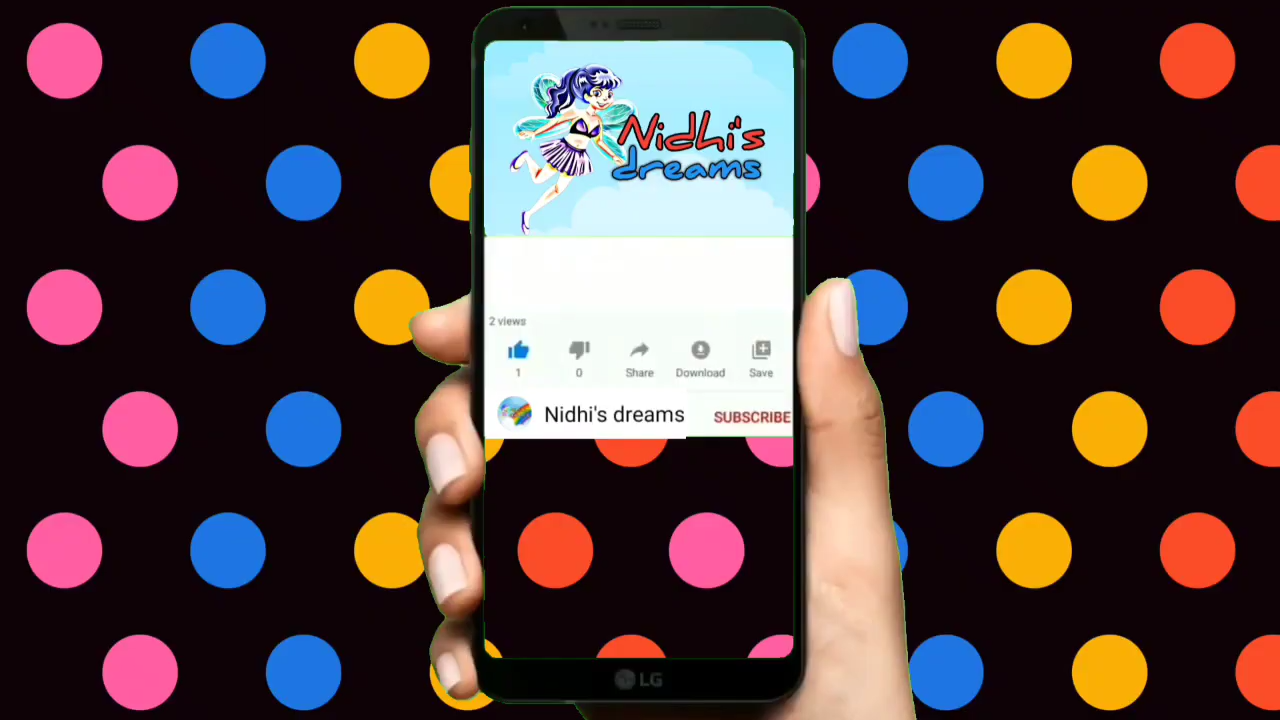 Nidhi's
dreams
2 views
1
0
Share
Download
Save
Nidhi's dreams
SUBSCRIBE
LG